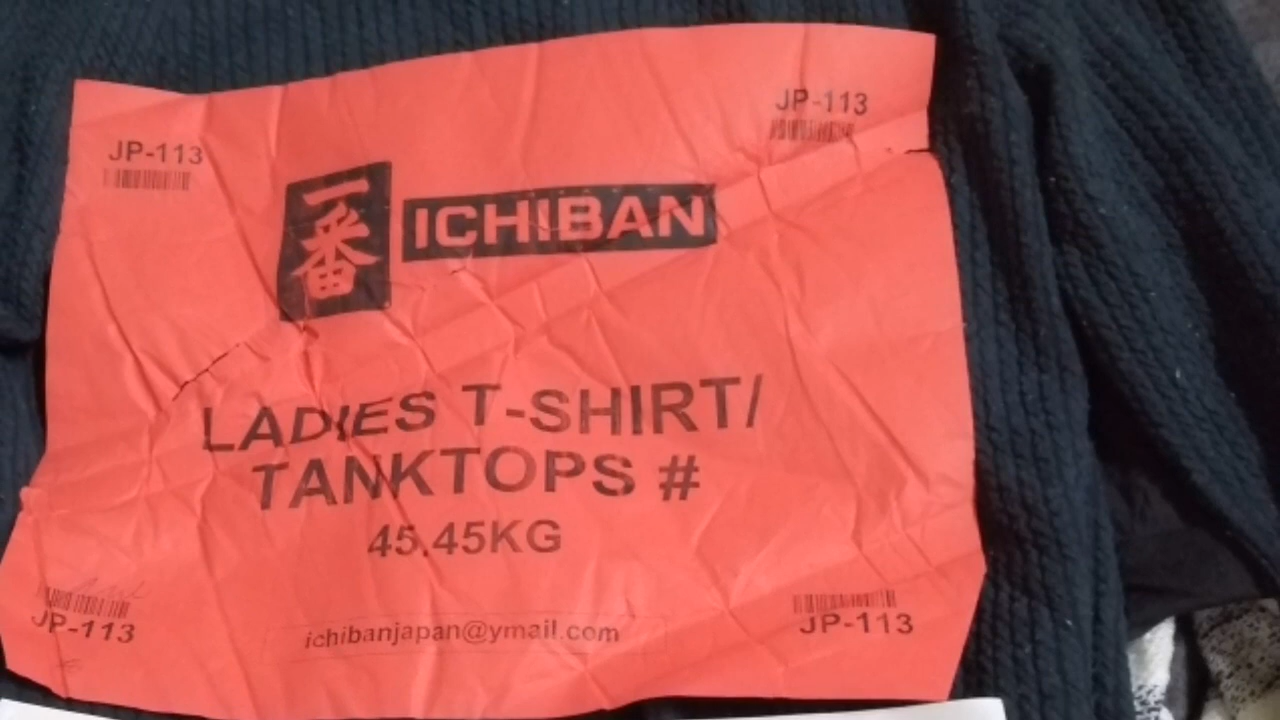 JP-113
JP-113
一番
ICHIBAN
LADIES T-SHIRT/
TANKTOPS #
45.45KG
JP-113
ichibanjapan@ymail.com
JP-113